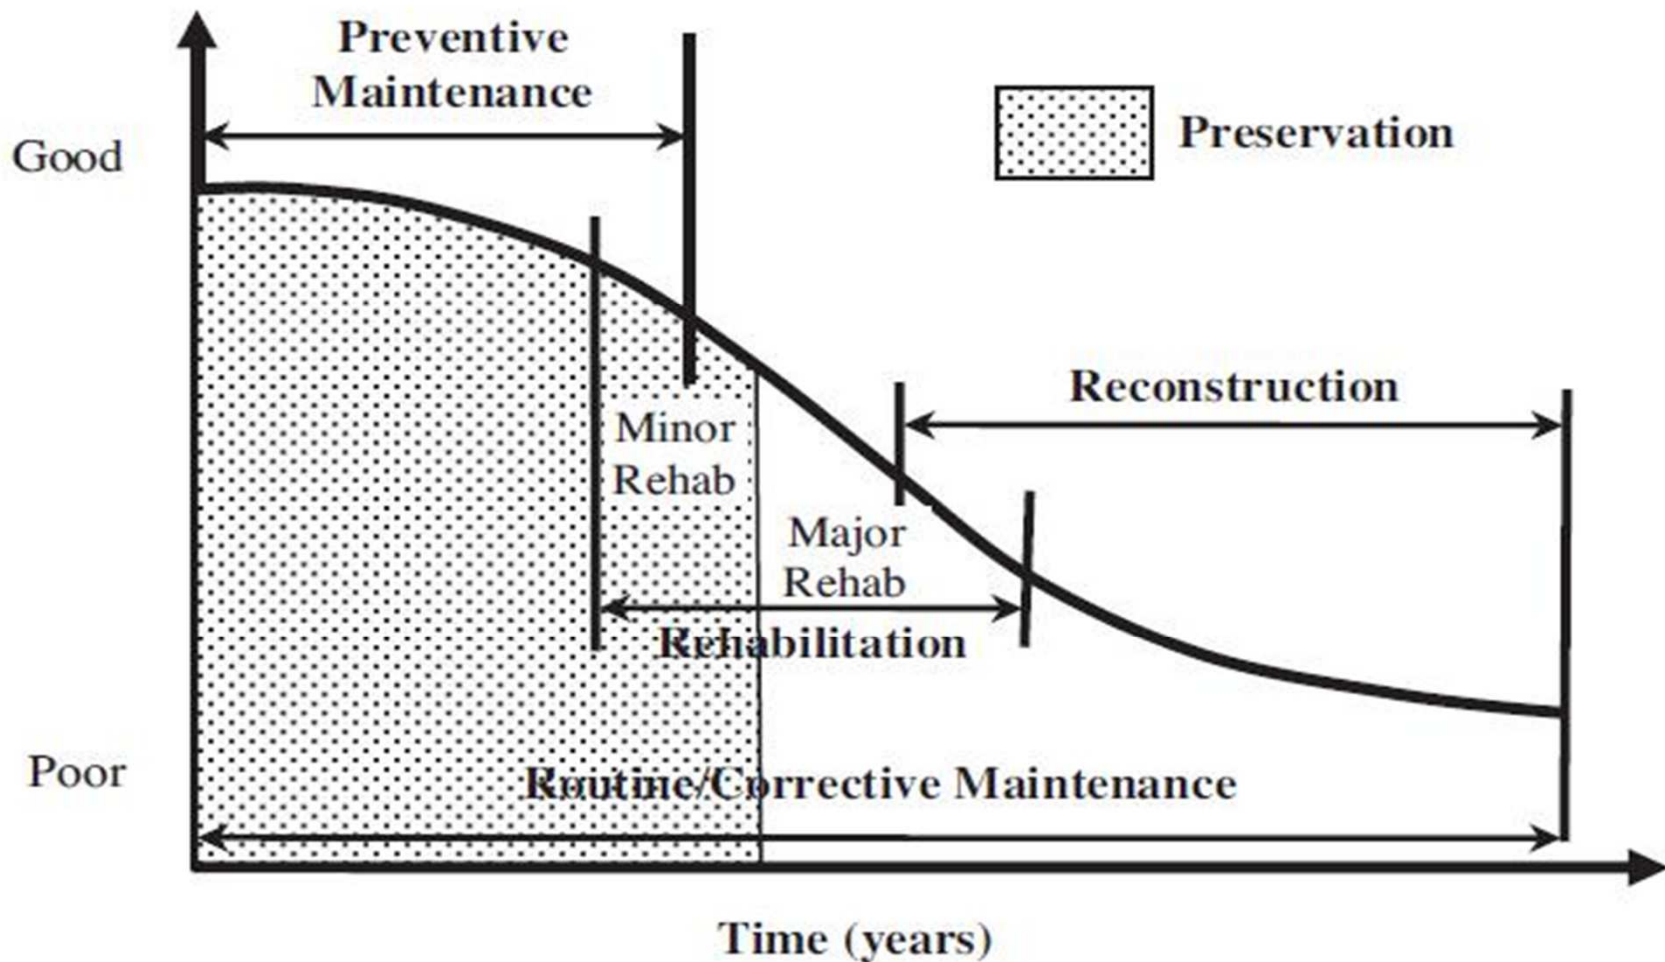 Preventive
Maintenance
Good
Preservation
Reconstruction
Minor
Rehab
Major
Rehab
Rehabilitation
Poor
Routine/Corrective Maintenance
Time (years)